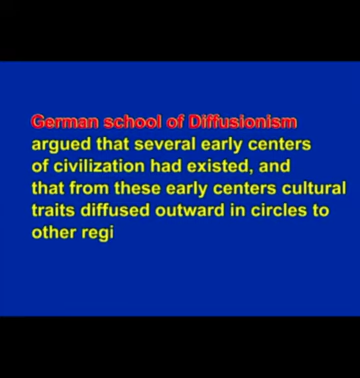 German school of Diffusionism
argued that several early centers
of civilization had existed, and
that from these early centers cultural
traits diffused outward in circles to
other regi